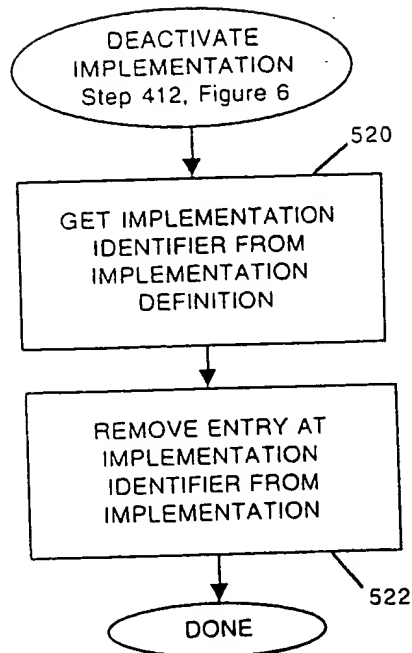 DEACTIVATE
IMPLEMENTATION
Step 412, Figure 6
520
GET IMPLEMENTATION
IDENTIFIER FROM
IMPLEMENTATION
DEFINITION
REMOVE ENTRY AT
IMPLEMENTATION
IDENTIFIER FROM
IMPLEMENTATION
522
DONE